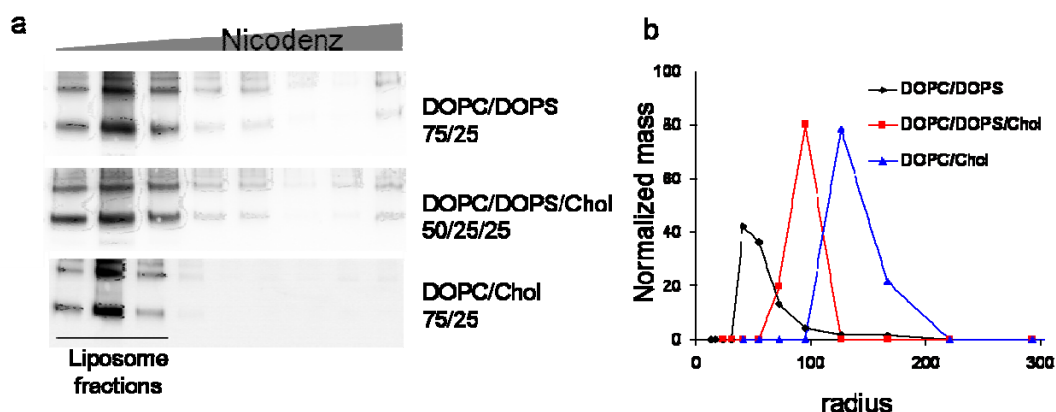 a
Nicodenz
DOPC/DOPS
75/25
DOPC/DOPS/Chol
50/25/25
DOPC/Chol
75/25
Liposome
fractions
b
DOPC/DOPS
DOPC/DOPS/Chol
DOPC/Chol
Normalized mass
100
80
60
40
20
0
0
100
200
300
radius